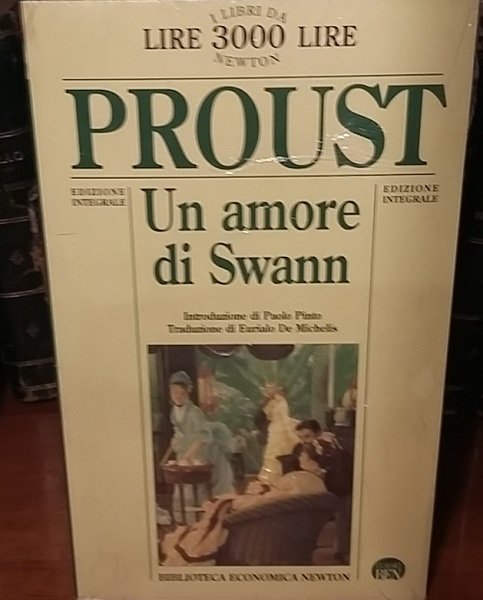 I LIBRI DA
LIRE 3000 LIRE
NEWTON
PROUST
EDIZIONE
INTEGRALE
Un amore
di Swann
EDIZIONE
INTEGRALE
Introduzione di Paolo Pinto
Traduzione di Eurialo De Michelis
BIBLIOTECA ECONOMICA NEWTON
BEN